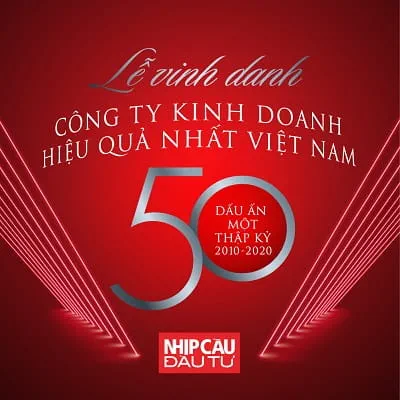 Lễ vinh danh
CÔNG TY KINH DOANH
HIỆU QUẢ NHẤT VIỆT NAM
50
DẤU ẤN
MỘT
THẬP KỶ
2010-2020
NHỊP CẦU
ĐẦU TƯ